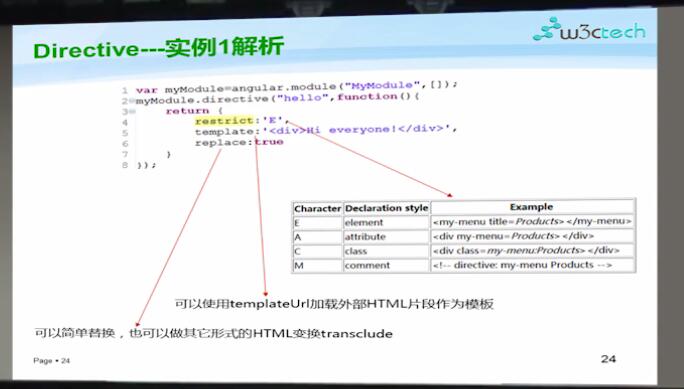 Directive---实例1解析
w3ctech
1 var myModule=angular.module("MyModule",[]);
2 myModule.directive("hello",function(){
3 return {
4 restrict:'E',
5 template:'<div>Hi everyone!</div>',
6 replace:true
7 }
8 });
Character Declaration style Example
E element <my-menu title=Products></my-menu>
A attribute <div my-menu=Products></div>
C class <div class=my-menu:Products></div>
M comment <!-- directive: my-menu Products -->
可以使用templateUrl加载外部HTML片段作为模板
可以简单替换，也可以做其它形式的HTML变换transclude
Page ▪ 24
24